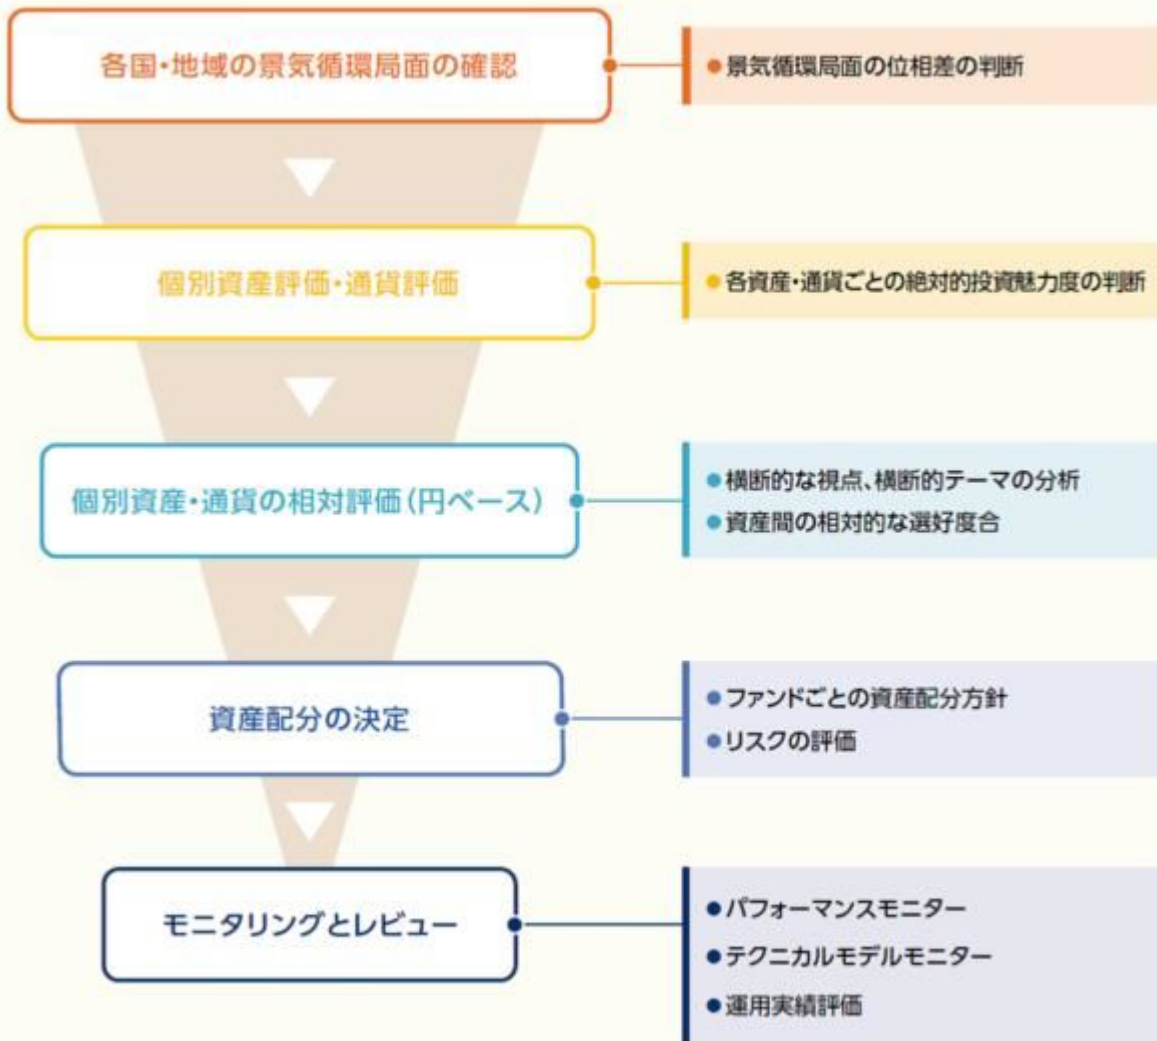 各国・地域の景気循環局面の確認
●景気循環局面の位相差の判断
個別資産評価・通貨評価
●各資産・通貨ごとの絶対的投資魅力度の判断
個別資産・通貨の相対評価（円ベース）
●横断的な視点、横断的テーマの分析
●資産間の相対的な選好度合
資産配分の決定
●ファンドごとの資産配分方針
●リスクの評価
モニタリングとレビュー
●パフォーマンスモニター
●テクニカルモデルモニター
●運用実績評価